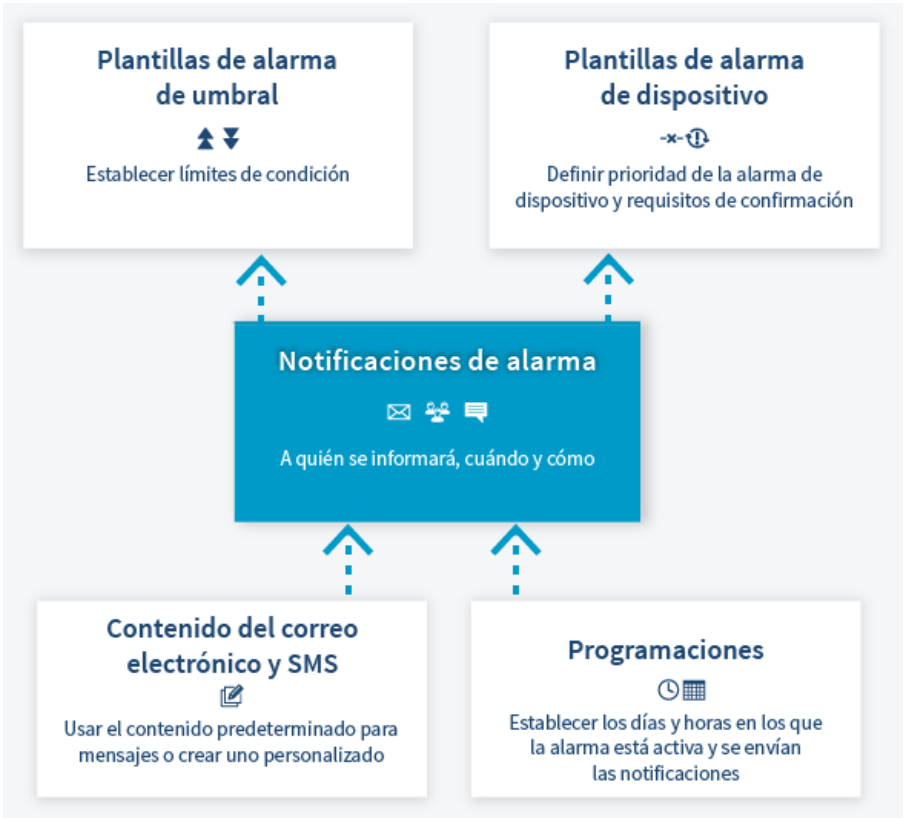 Plantillas de alarma
de umbral
Establecer límites de condición
Plantillas de alarma
de dispositivo
Definir prioridad de la alarma de
dispositivo y requisitos de confirmación
Notificaciones de alarma
A quién se informará, cuándo y cómo
Contenido del correo
electrónico y SMS
Usar el contenido predeterminado para
mensajes o crear uno personalizado
Programaciones
Establecer los días y horas en los que
la alarma está activa y se envían
las notificaciones